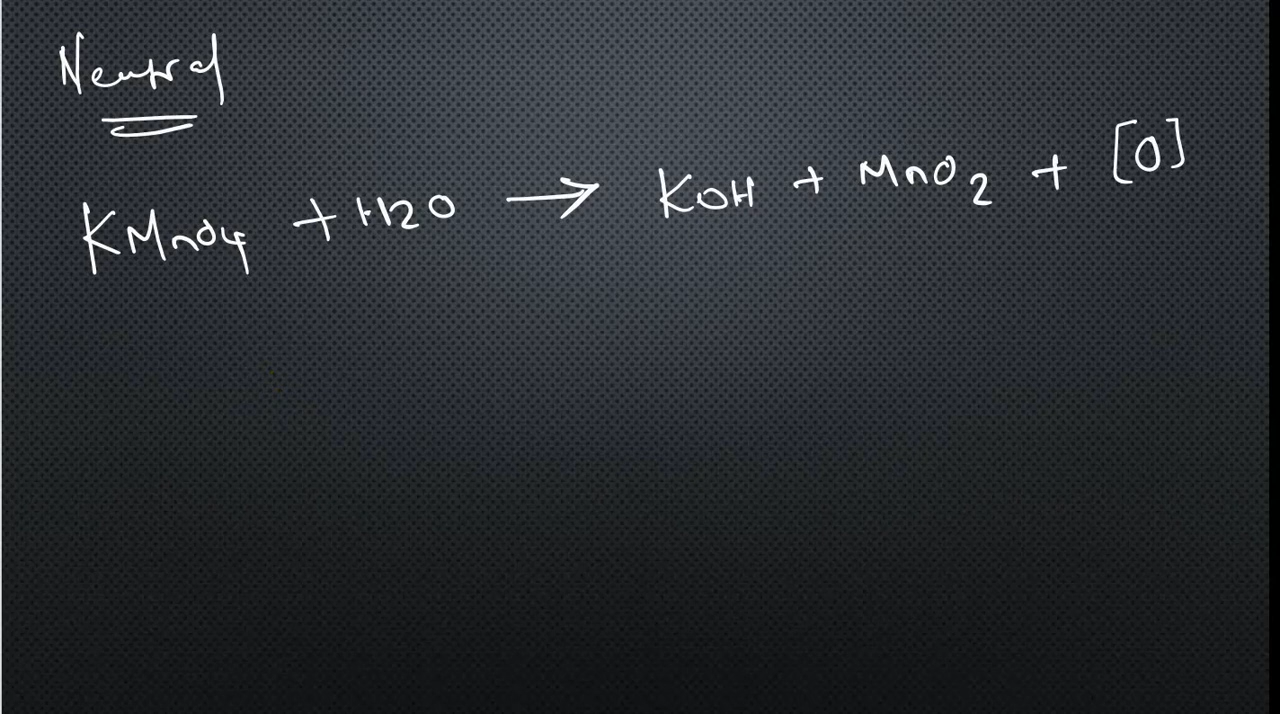 Neutral
KMnO4 + H2O → KOH + MnO2 + [O]